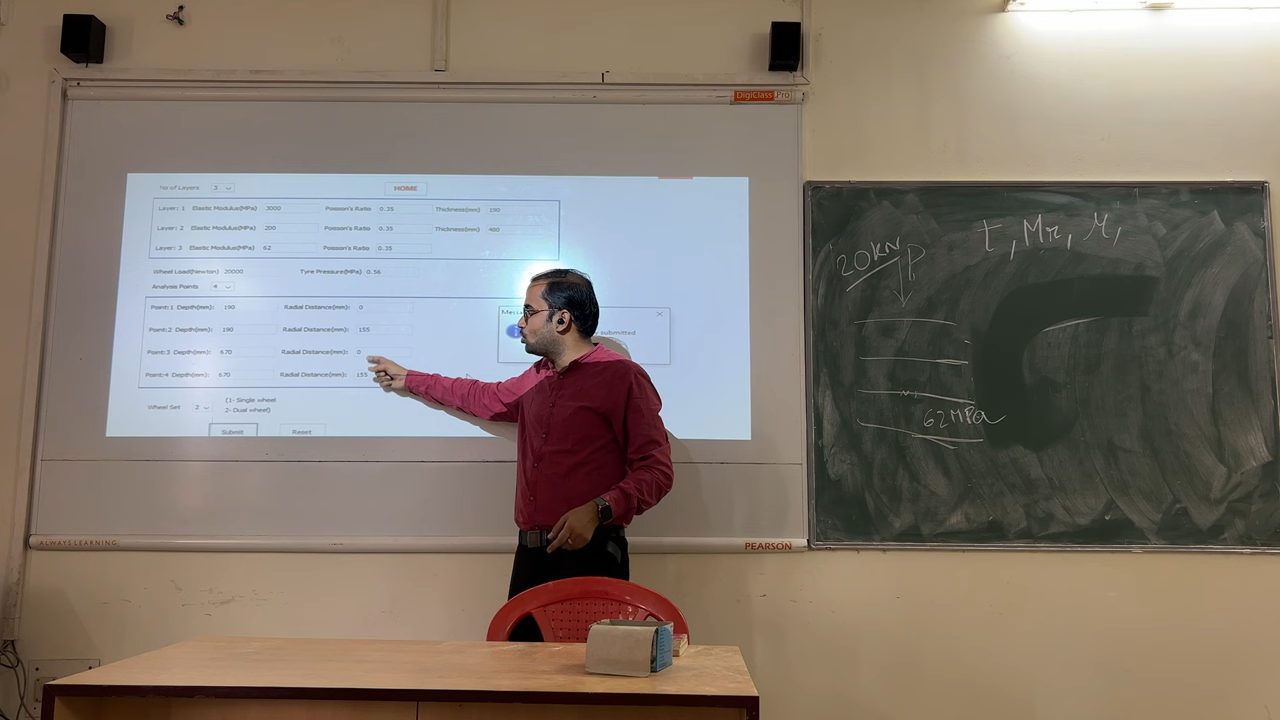 DigiClass Pro
No of Layers 3 HOME
Layer: 1 Elastic Modulus(MPa) 3000 Poisson's Ratio 0.35 Thickness(mm) 190
Layer: 2 Elastic Modulus(MPa) 200 Poisson's Ratio 0.35 Thickness(mm) 480
Layer: 3 Elastic Modulus(MPa) 62 Poisson's Ratio 0.35
Wheel Load(Newton) 20000 Tyre Pressure(MPa) 0.56
Analysis Points 4
Point:1 Depth(mm): 190 Radial Distance(mm): 0
Point:2 Depth(mm): 190 Radial Distance(mm): 155
Point:3 Depth(mm): 670 Radial Distance(mm): 0
Point:4 Depth(mm): 670 Radial Distance(mm): 155
Wheel Set 2 (1- Single wheel
2- Dual wheel)
Submit Reset
submitted
ALWAYS LEARNING
PEARSON
20KN P
62MPa